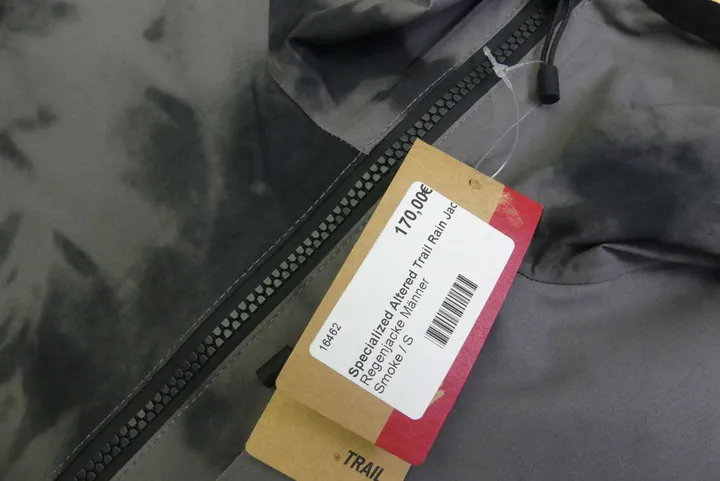 170,00€
Specialized Altered Trail Rain Jac
Regenjacke Männer
Smoke / S
16462
TRAIL